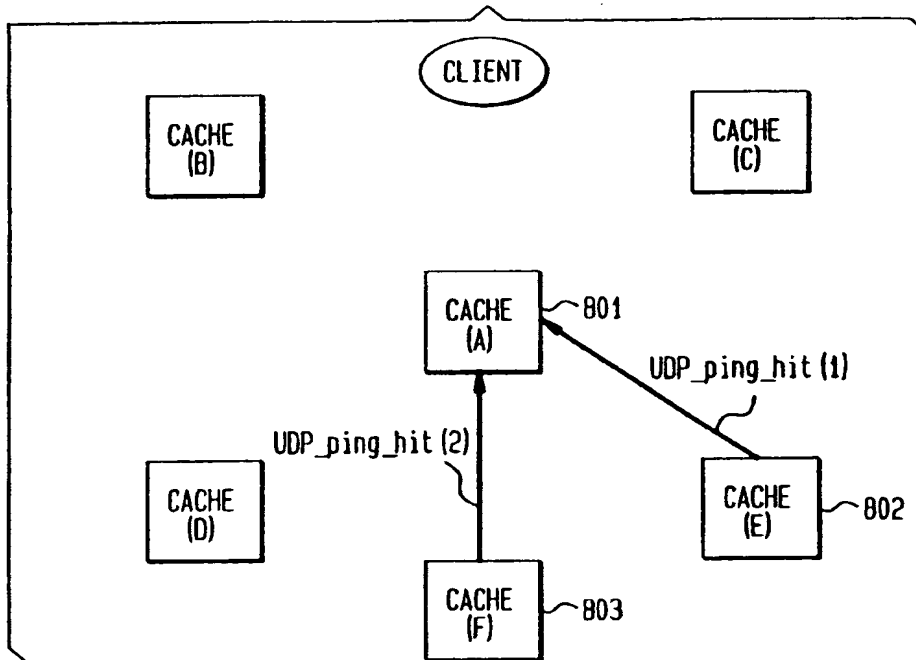 CLIENT
CACHE
(B)
CACHE
(C)
CACHE
(A)
801
UDP_ping_hit(1)
UDP_ping_hit(2)
CACHE
(D)
CACHE
(E)
802
CACHE
(F)
803